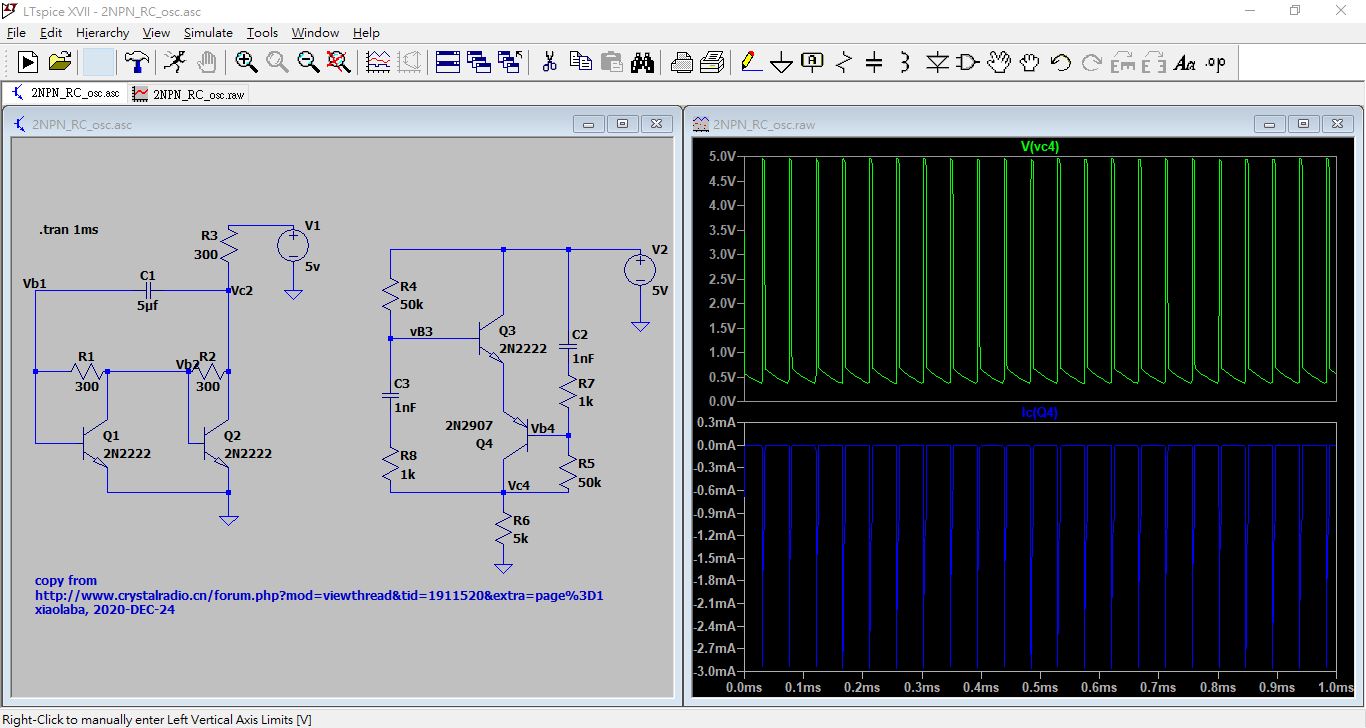 LTspice XVII - 2NPN_RC_osc.asc
File Edit Hierarchy View Simulate Tools Window Help
A
Aa .op
2NPN_RC_osc.asc 2NPN_RC_osc.raw
2NPN_RC_osc.asc
.tran 1ms
R3
300
V1
5v
Vb1
C1
5µf
Vc2
R1
300
Vb2
R2
300
Q1
2N2222
Q2
2N2222
V2
5V
R4
50k
vB3
Q3
2N2222
C2
1nF
R7
1k
C3
1nF
2N2907
Q4
Vb4
R8
1k
R5
50k
Vc4
R6
5k
copy from
http://www.crystalradio.cn/forum.php?mod=viewthread&tid=1911520&extra=page%3D1
xiaolaba, 2020-DEC-24
2NPN_RC_osc.raw
V(vc4)
5.0V
4.5V
4.0V
3.5V
3.0V
2.5V
2.0V
1.5V
1.0V
0.5V
0.0V
Ic(Q4)
0.3mA
0.0mA
-0.3mA
-0.6mA
-0.9mA
-1.2mA
-1.5mA
-1.8mA
-2.1mA
-2.4mA
-2.7mA
-3.0mA
0.0ms 0.1ms 0.2ms 0.3ms 0.4ms 0.5ms 0.6ms 0.7ms 0.8ms 0.9ms 1.0ms
Right-Click to manually enter Left Vertical Axis Limits [V]